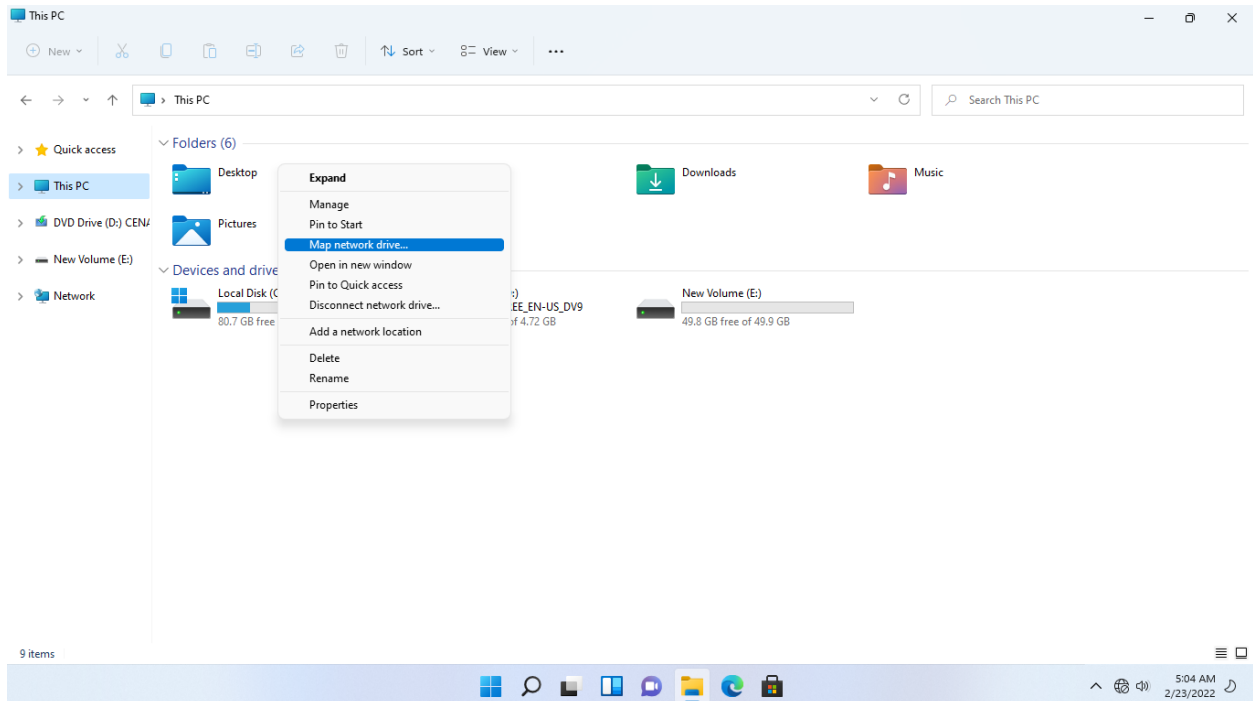 This PC
New
Sort
View
This PC
Search This PC
Quick access
This PC
DVD Drive (D:) CENA
New Volume (E:)
Network
Folders (6)
Desktop
Downloads
Music
Pictures
Devices and drive
Local Disk (C
80.7 GB free
:)
EE_EN-US_DV9
of 4.72 GB
New Volume (E:)
49.8 GB free of 49.9 GB
Expand
Manage
Pin to Start
Map network drive...
Open in new window
Pin to Quick access
Disconnect network drive...
Add a network location
Delete
Rename
Properties
9 items
5:04 AM
2/23/2022